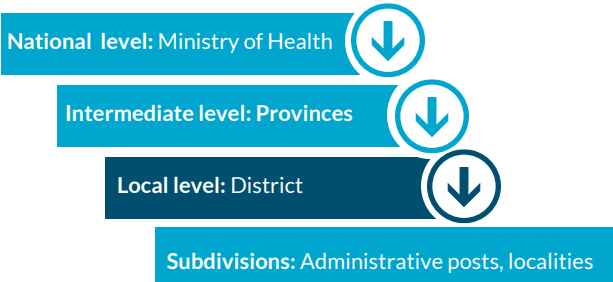 National level: Ministry of Health
Intermediate level: Provinces
Local level: District
Subdivisions: Administrative posts, localities